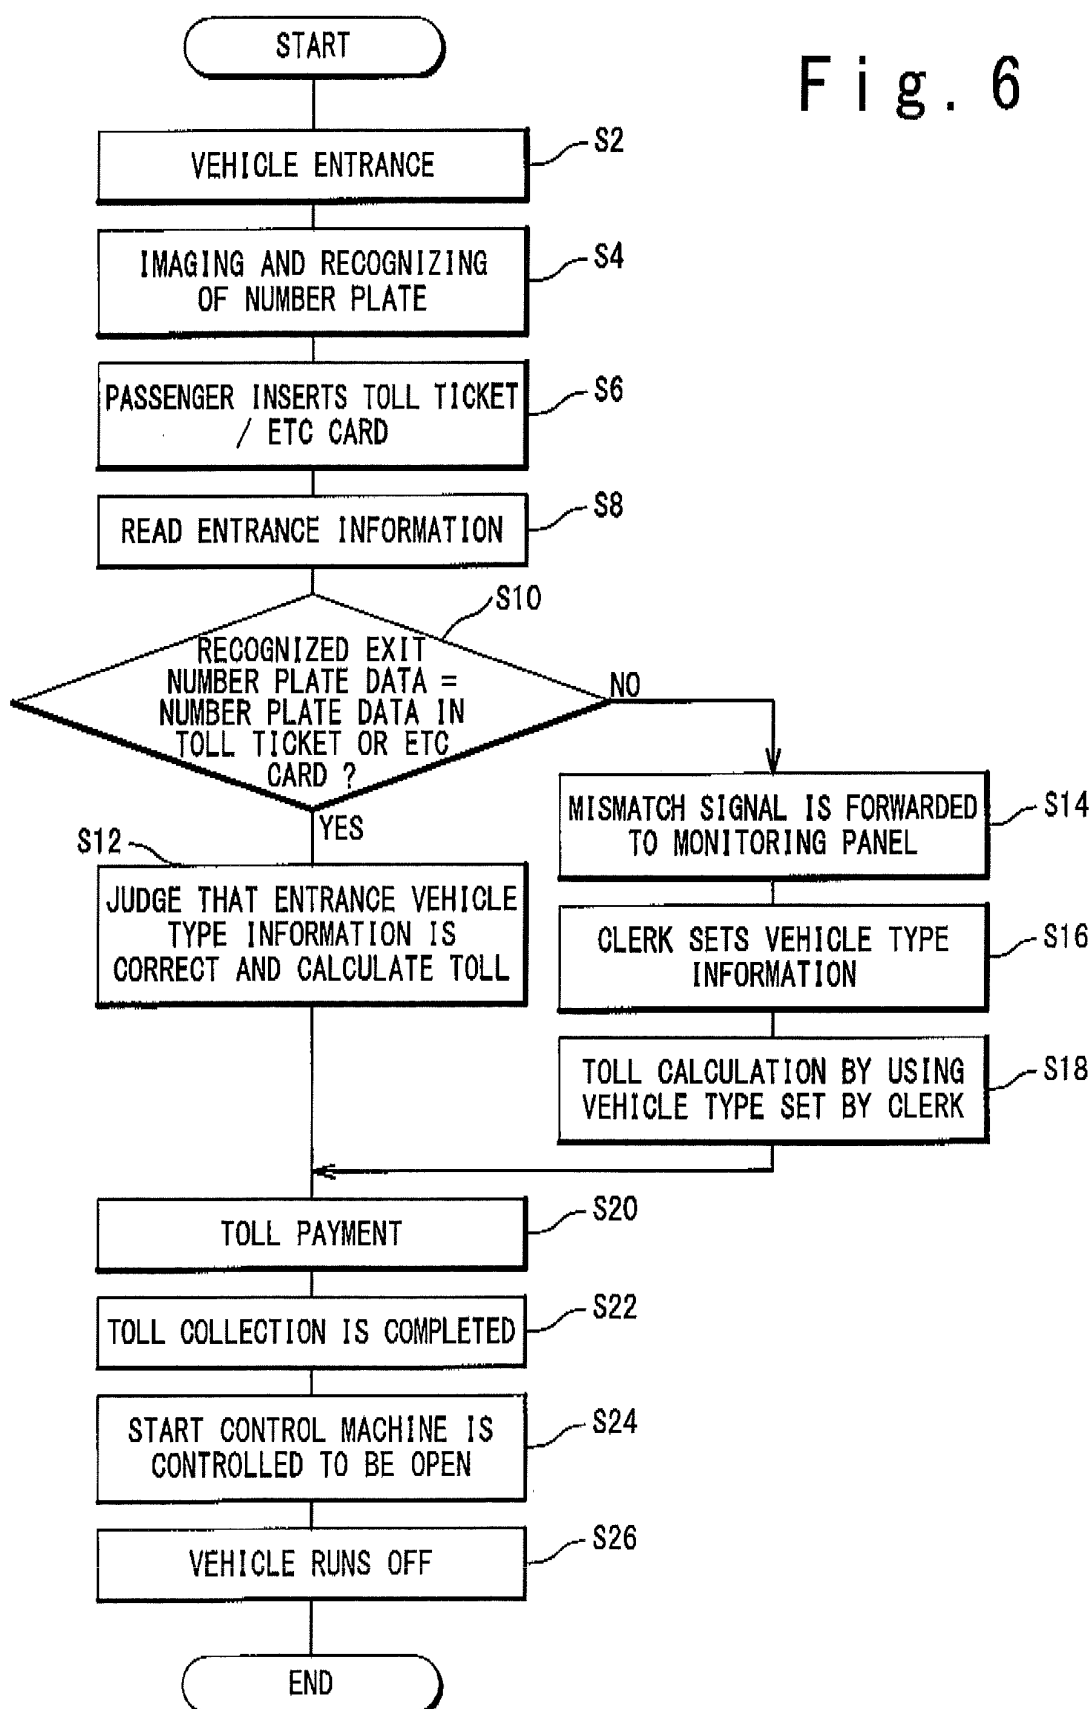 START
Fig. 6
VEHICLE ENTRANCE
S2
IMAGING AND RECOGNIZING
OF NUMBER PLATE
S4
PASSENGER INSERTS TOLL TICKET
/ ETC CARD
S6
READ ENTRANCE INFORMATION
S8
S10
RECOGNIZED EXIT
NUMBER PLATE DATA =
NUMBER PLATE DATA IN
TOLL TICKET OR ETC
CARD ?
NO
YES
S12
JUDGE THAT ENTRANCE VEHICLE
TYPE INFORMATION IS
CORRECT AND CALCULATE TOLL
MISMATCH SIGNAL IS FORWARDED
TO MONITORING PANEL
S14
CLERK SETS VEHICLE TYPE
INFORMATION
S16
TOLL CALCULATION BY USING
VEHICLE TYPE SET BY CLERK
S18
TOLL PAYMENT
S20
TOLL COLLECTION IS COMPLETED
S22
START CONTROL MACHINE IS
CONTROLLED TO BE OPEN
S24
VEHICLE RUNS OFF
S26
END